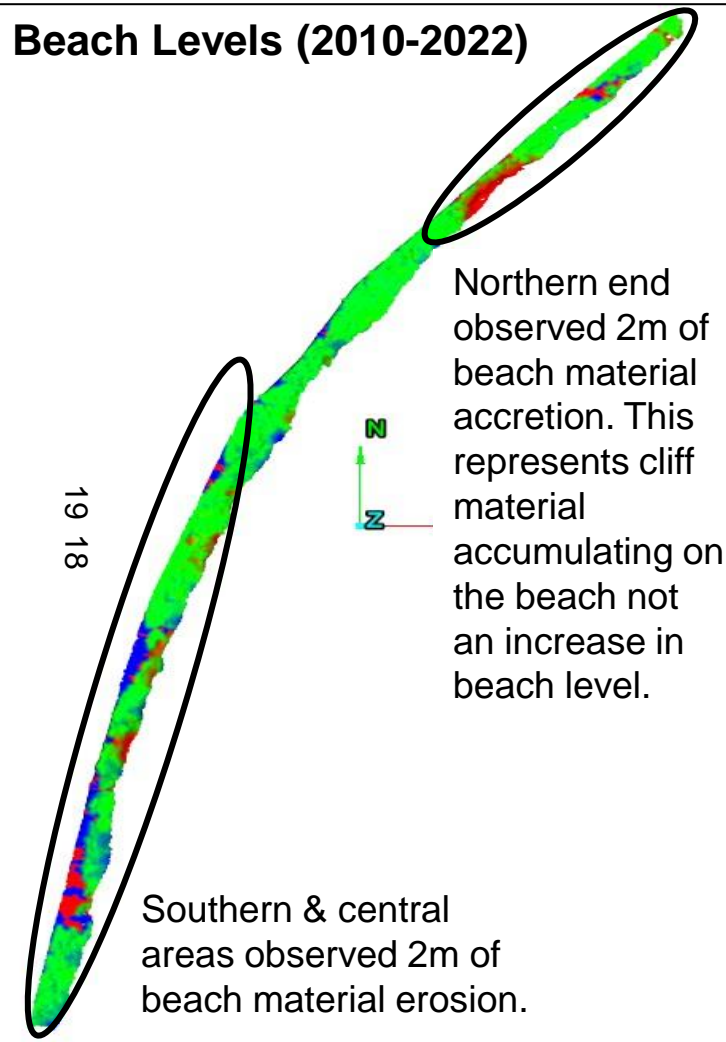 Beach Levels (2010-2022)
Northern end
observed 2m of
beach material
accretion. This
represents cliff
material
accumulating on
the beach not
an increase in
beach level.
N
Z
19 18
Southern & central
areas observed 2m of
beach material erosion.